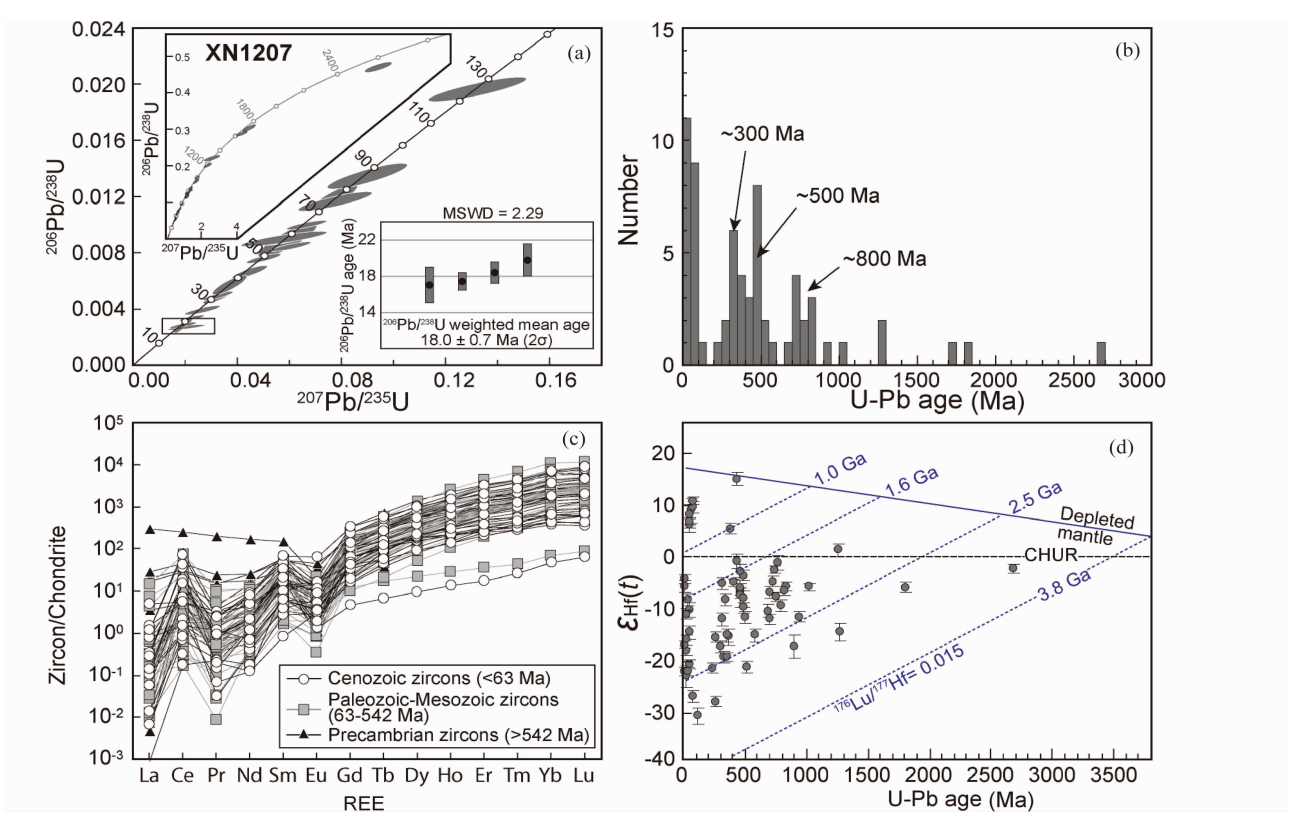 (a)
XN1207
0.024
0.020
0.016
0.012
0.008
0.004
0.000
206Pb/238U
0.5
0.4
0.3
0.2
206Pb/238U
2
4
207Pb/235U
1200
1800
2400
10
30
50
70
90
110
130
MSWD = 2.29
22
18
14
206Pb/238U age (Ma)
206Pb/238U weighted mean age
18.0 ± 0.7 Ma (2σ)
0.00 0.04 0.08 0.12 0.16
207Pb/235U
(b)
15
10
5
0
Number
~300 Ma
~500 Ma
~800 Ma
0 500 1000 1500 2000 2500 3000
U-Pb age (Ma)
(c)
10⁵
10⁴
10³
10²
10¹
10⁰
10⁻¹
10⁻²
10⁻³
Zircon/Chondrite
Cenozoic zircons (<63 Ma)
Paleozoic-Mesozoic zircons
(63-542 Ma)
Precambrian zircons (>542 Ma)
La Ce Pr Nd Sm Eu Gd Tb Dy Ho Er Tm Yb Lu
REE
(d)
20
10
0
-10
-20
-30
-40
εHf(t)
1.0 Ga
1.6 Ga
2.5 Ga
Depleted
mantle
CHUR
3.8 Ga
176Lu/177Hf= 0.015
0 500 1000 1500 2000 2500 3000 3500
U-Pb age (Ma)